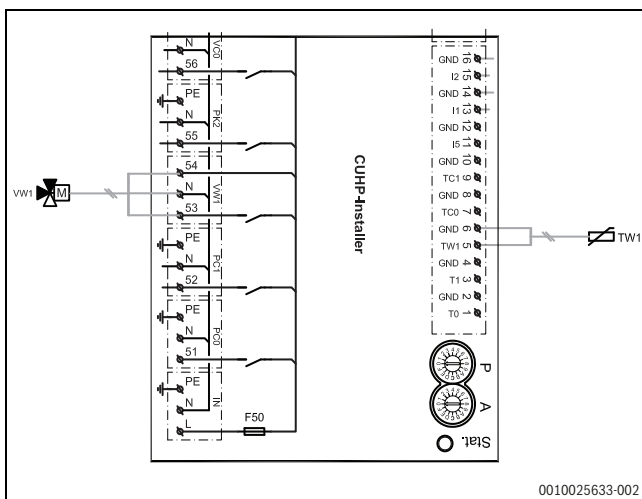 N
VC0
56
PE
PK2
N
55
54
N
VW1
53
PE
PC1
N
52
PE
PC0
N
51
PE
IN
N
L
F50
VW1
M
CUHP-Installer
GND 16
I2 15
GND 14
I1 13
GND 12
I5 11
GND 10
TC1 9
GND 8
TC0 7
GND 6
TW1 5
GND 4
T1 3
GND 2
T0 1
TW1
P
A
Stat.
0010025633-002